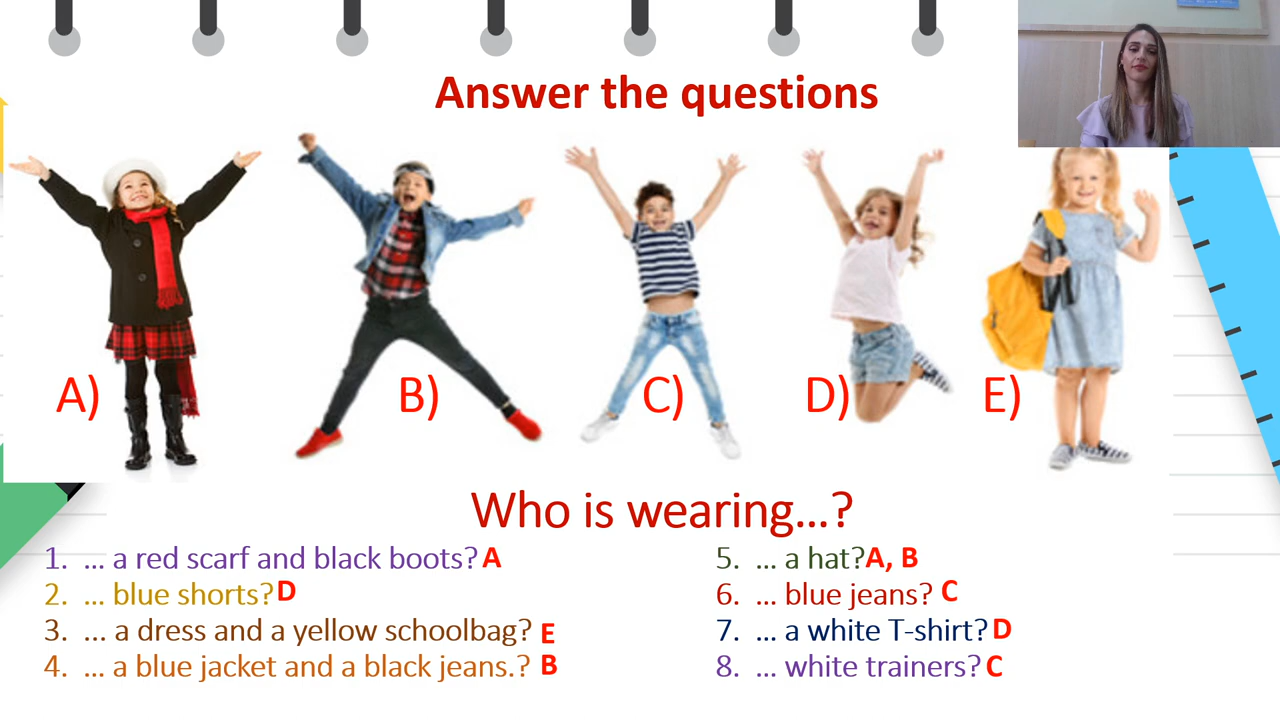 Answer the questions
A)
B)
C)
D)
E)
Who is wearing...?
1. ... a red scarf and black boots? A
2. ... blue shorts? D
3. ... a dress and a yellow schoolbag? E
4. ... a blue jacket and a black jeans.? B
5. ... a hat? A, B
6. ... blue jeans? C
7. ... a white T-shirt? D
8. ... white trainers? C